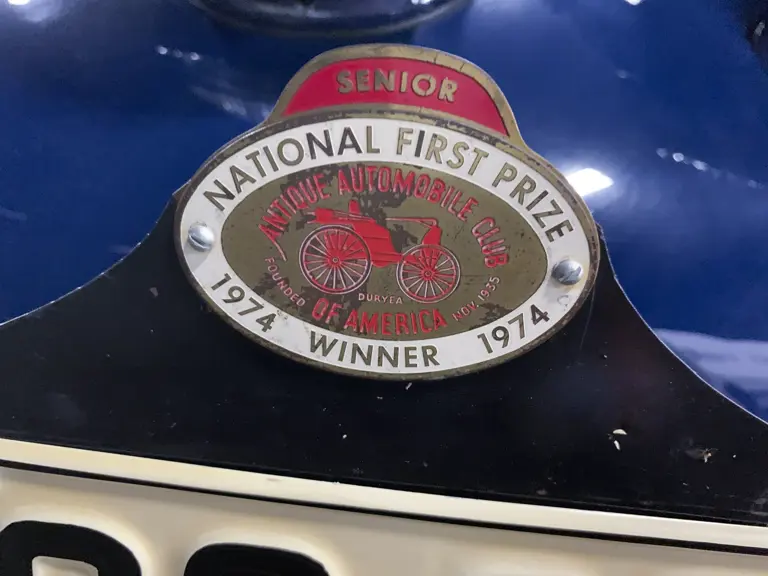 SENIOR
NATIONAL FIRST PRIZE
ANTIQUE AUTOMOBILE CLUB
FOUNDED DURYEA NOV. 1935
OF AMERICA
1974 WINNER 1974